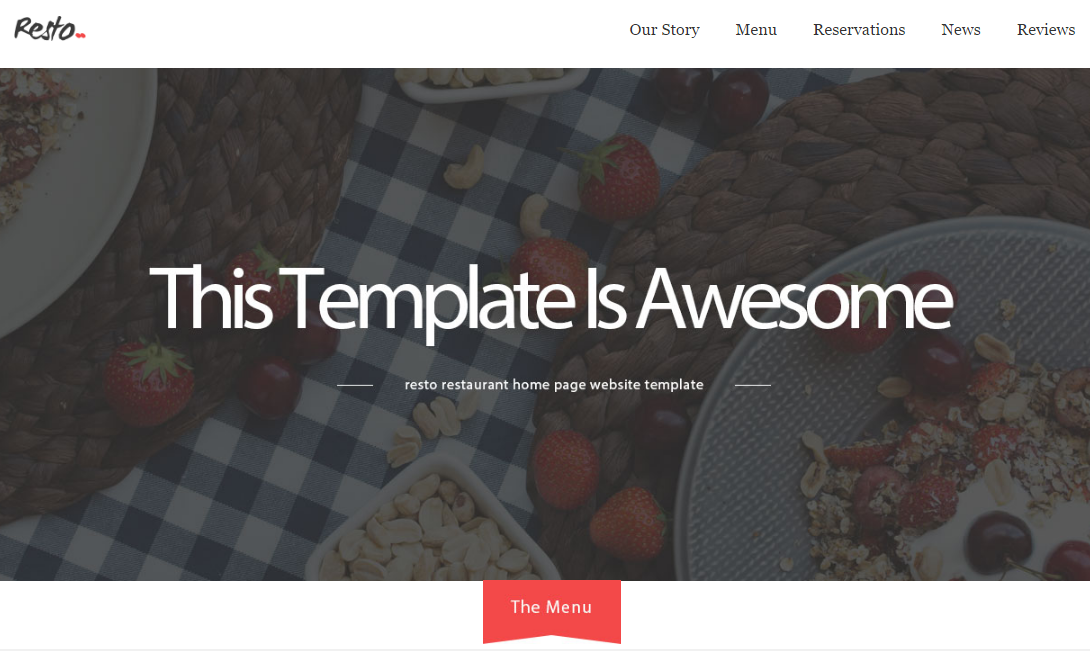 Resto
Our Story Menu Reservations News Reviews
This Template Is Awesome
resto restaurant home page website template
The Menu